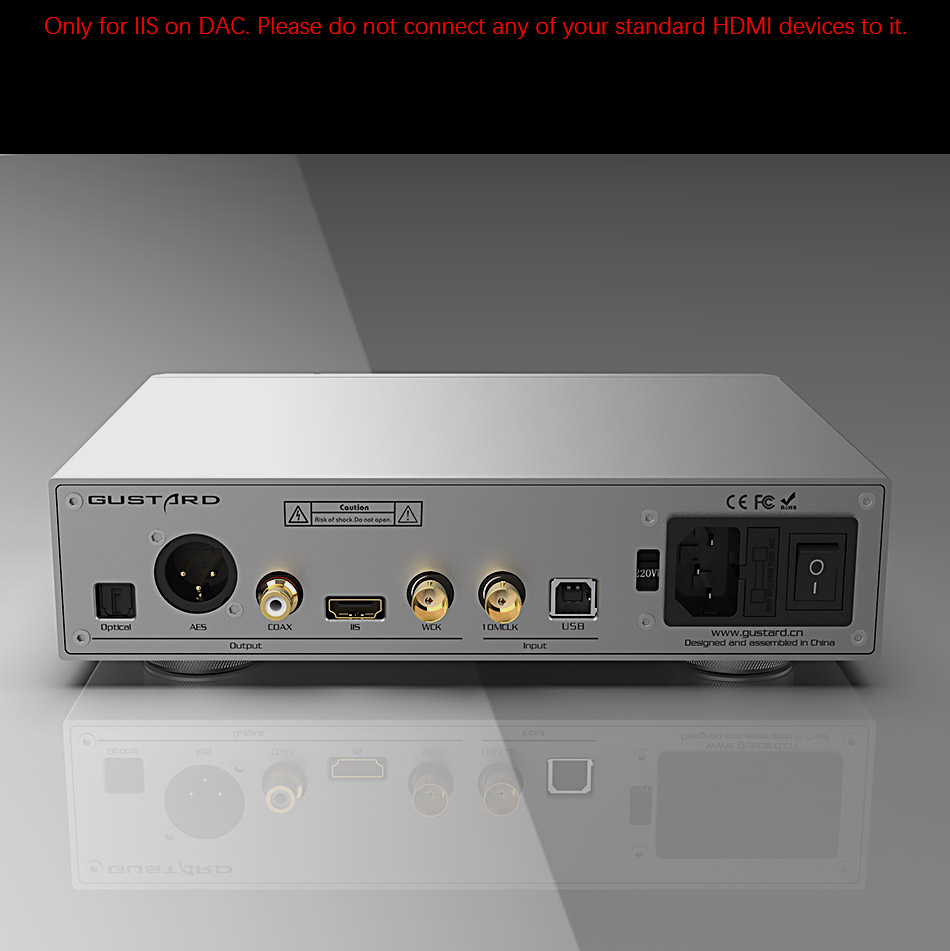 Only for IIS on DAC. Please do not connect any of your standard HDMI devices to it.
GUSTARD
Caution
Risk of shock.Do not open.
CE FC RoHS
220V
Optical AES COAX IIS WCK 10MCLK USB
Output Input
www.gustard.cn
Designed and assembled in China